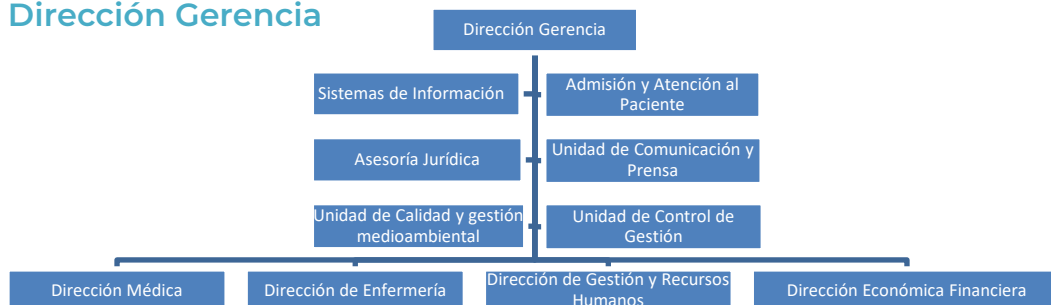 Dirección Gerencia
Dirección Gerencia
Sistemas de Información
Admisión y Atención al
Paciente
Asesoría Jurídica
Unidad de Comunicación y
Prensa
Unidad de Calidad y gestión
medioambiental
Unidad de Control de
Gestión
Dirección Médica
Dirección de Enfermería
Dirección de Gestión y Recursos
Humanos
Dirección Económica Financiera